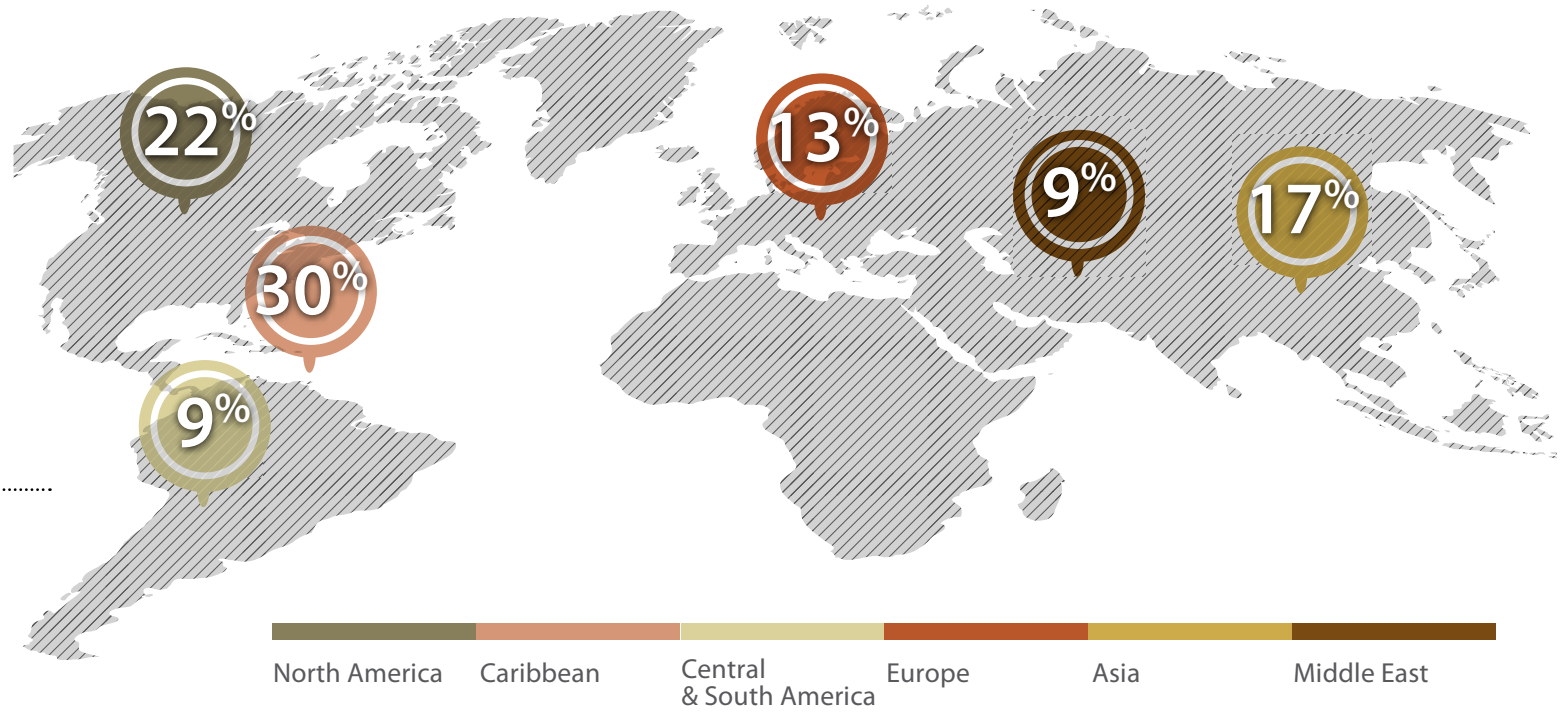 22%
13%
9%
17%
30%
9%
.........
North America
Caribbean
Central
& South America
Europe
Asia
Middle East